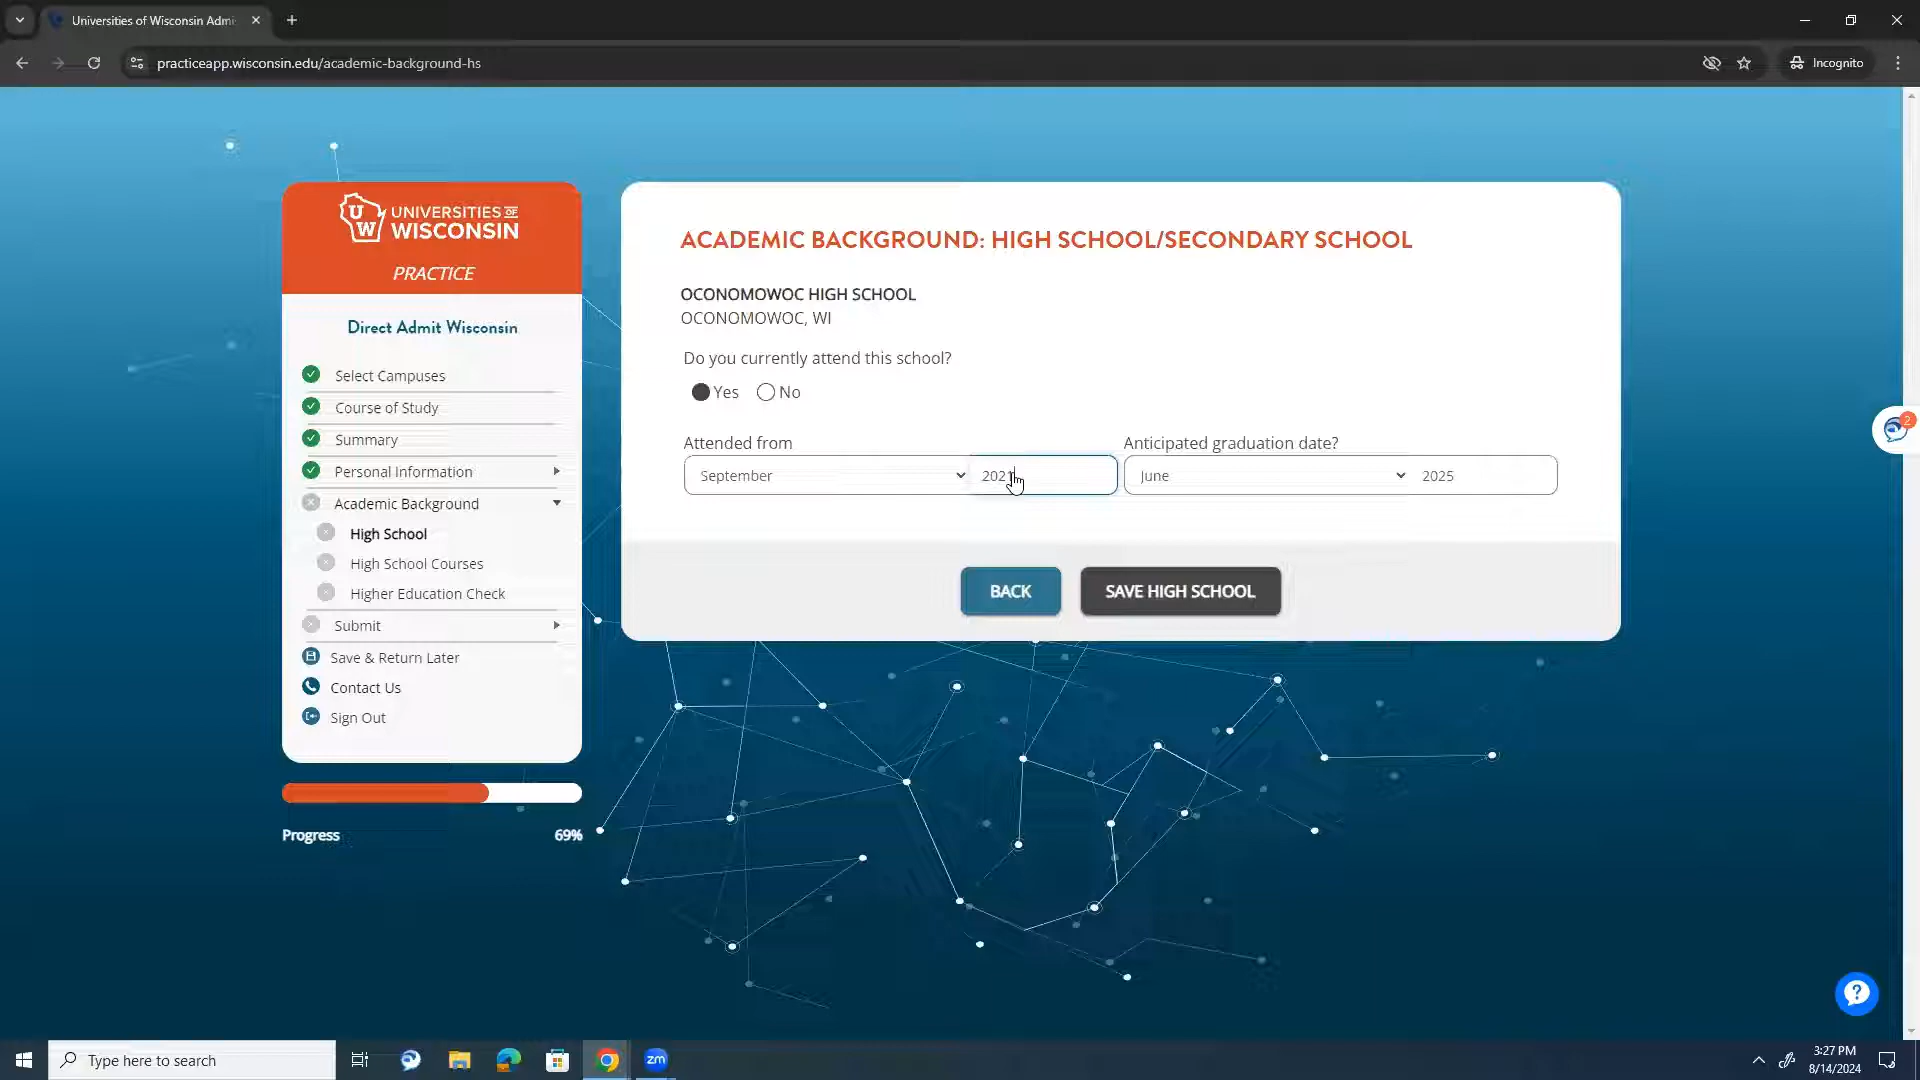 Universities of Wisconsin Admi
practiceapp.wisconsin.edu/academic-background-hs
Incognito
UW
UNIVERSITIES OF
WISCONSIN
PRACTICE
Direct Admit Wisconsin
Select Campuses
Course of Study
Summary
Personal Information
Academic Background
High School
High School Courses
Higher Education Check
Submit
Save & Return Later
Contact Us
Sign Out
Progress
69%
ACADEMIC BACKGROUND: HIGH SCHOOL/SECONDARY SCHOOL
OCONOMOWOC HIGH SCHOOL
OCONOMOWOC, WI
Do you currently attend this school?
Yes No
Attended from Anticipated graduation date?
September 2021 June 2025
BACK SAVE HIGH SCHOOL
2
?
Type here to search
zm
3:27 PM
8/14/2024